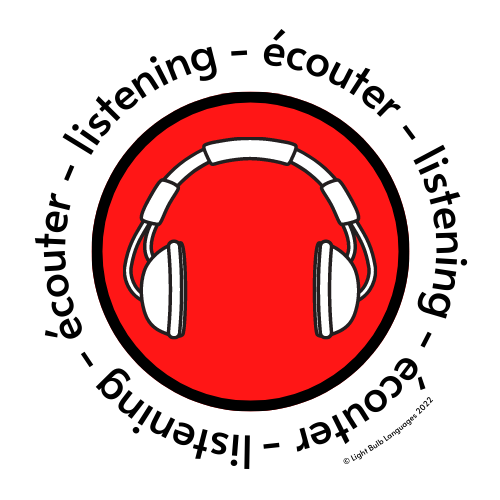 listening - écouter - listening - écouter - listening - écouter -
© Light Bulb Languages 2022